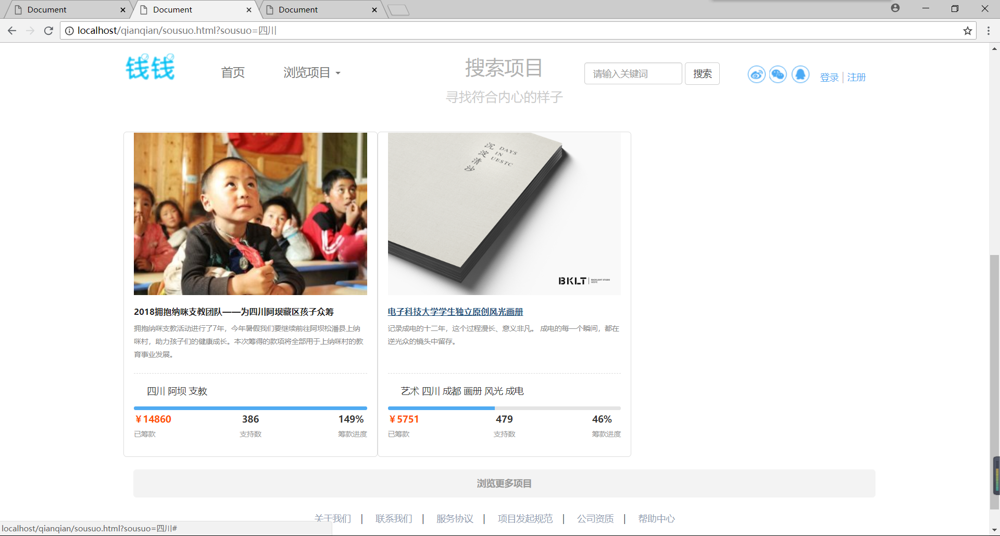 Document
Document
Document
localhost/qianqian/sousuo.html?sousuo=四川
钱钱
首页
浏览项目
搜索项目
寻找符合内心的样子
请输入关键词
搜索
登录 | 注册
沉淀清沙
DAYS
IN
UESTC
BKLT
2018拥抱纳咪支教团队——为四川阿坝藏区孩子众筹
拥抱纳咪支教活动进行了7年，今年暑假我们要继续前往阿坝松潘县上纳
咪村，助力孩子们的健康成长。本次筹得的款项将全部用于上纳咪村的教
育事业发展。
四川 阿坝 支教
￥14860 386 149%
已筹款 支持数 筹款进度
电子科技大学学生独立原创风光画册
记录成电的十二年，这个过程漫长、意义非凡。 成电的每一个瞬间，都在
逆光众的镜头中留存。
艺术 四川 成都 画册 风光 成电
￥5751 479 46%
已筹款 支持数 筹款进度
浏览更多项目
关于我们 | 联系我们 | 服务协议 | 项目发起规范 | 公司资质 | 帮助中心
localhost/qianqian/sousuo.html?sousuo=四川#